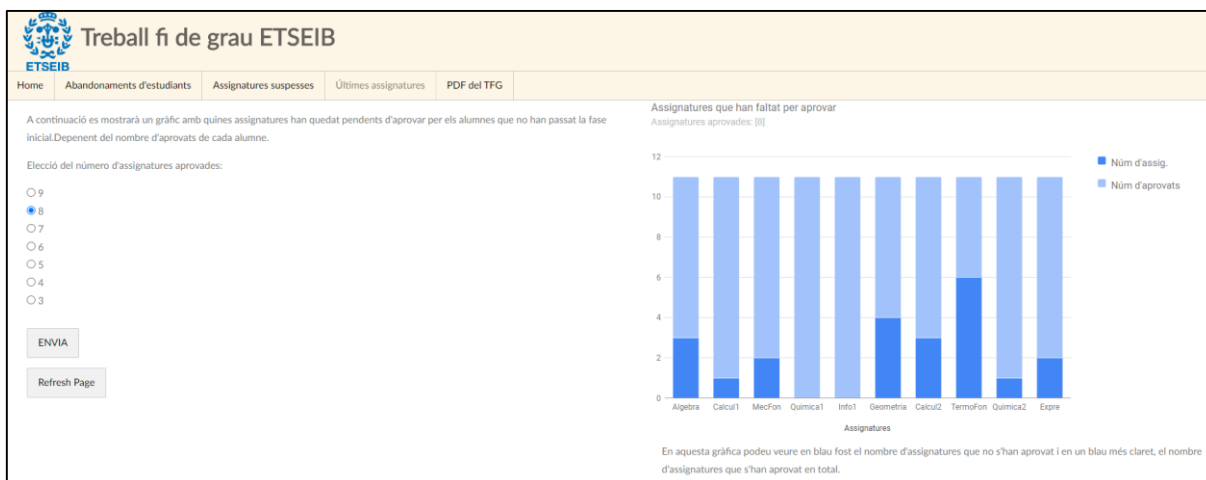 Treball fi de grau ETSEIB
ETSEIB
Home Abandonaments d'estudiants Assignatures suspeses Últimes assignatures PDF del TFG
A continuació es mostrarà un gràfic amb quines assignatures han quedat pendents d'aprovar per els alumnes que no han passat la fase
inicial.Depenent del nombre d'aprovats de cada alumne.
Elecció del número d'assignatures aprovades:
9
8
7
6
5
4
3
ENVIA
Refresh Page
Assignatures que han faltat per aprovar
Assignatures aprovades: [8]
12
10
8
6
4
2
0
Algebra Calcul1 MecFon Quimica1 Info1 Geometria Calcul2 TermoFon Quimica2 Expre
Assignatures
Núm d'assig.
Núm d'aprovats
En aquesta gràfica podeu veure en blau fost el nombre d'assignatures que no s'han aprovat i en un blau més claret, el nombre
d'assignatures que s'han aprovat en total.